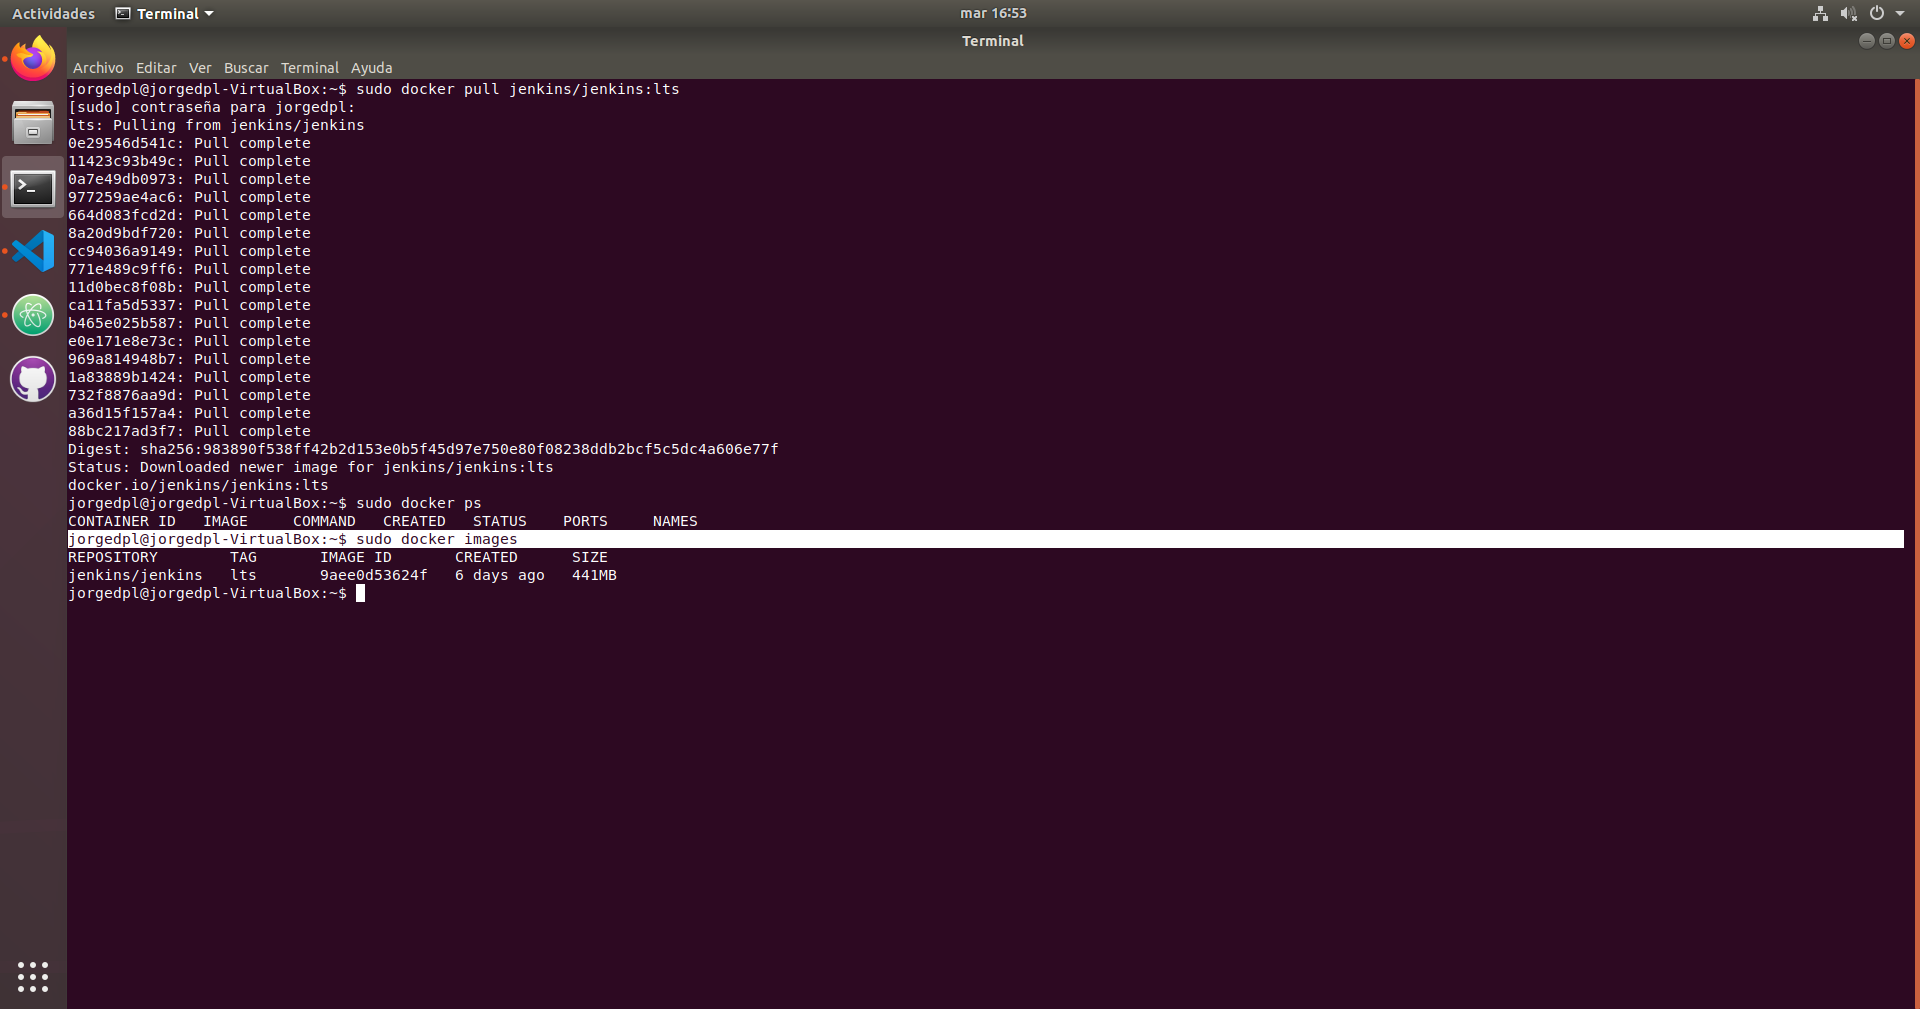 Actividades Terminal mar 16:53
Terminal
Archivo Editar Ver Buscar Terminal Ayuda
jorgedpl@jorgedpl-VirtualBox:~$ sudo docker pull jenkins/jenkins:lts
[sudo] contraseña para jorgedpl:
lts: Pulling from jenkins/jenkins
0e29546d541c: Pull complete
11423c93b49c: Pull complete
0a7e49db0973: Pull complete
977259ae4ac6: Pull complete
664d083fcd2d: Pull complete
8a20d9bdf720: Pull complete
cc94036a9149: Pull complete
771e489c9ff6: Pull complete
11d0bec8f08b: Pull complete
ca11fa5d5337: Pull complete
b465e025b587: Pull complete
e0e171e8e73c: Pull complete
969a814948b7: Pull complete
1a83889b1424: Pull complete
732f8876aa9d: Pull complete
a36d15f157a4: Pull complete
88bc217ad3f7: Pull complete
Digest: sha256:983890f538ff42b2d153e0b5f45d97e750e80f08238ddb2bcf5c5dc4a606e77f
Status: Downloaded newer image for jenkins/jenkins:lts
docker.io/jenkins/jenkins:lts
jorgedpl@jorgedpl-VirtualBox:~$ sudo docker ps
CONTAINER ID IMAGE COMMAND CREATED STATUS PORTS NAMES
jorgedpl@jorgedpl-VirtualBox:~$ sudo docker images
REPOSITORY TAG IMAGE ID CREATED SIZE
jenkins/jenkins lts 9aee0d53624f 6 days ago 441MB
jorgedpl@jorgedpl-VirtualBox:~$